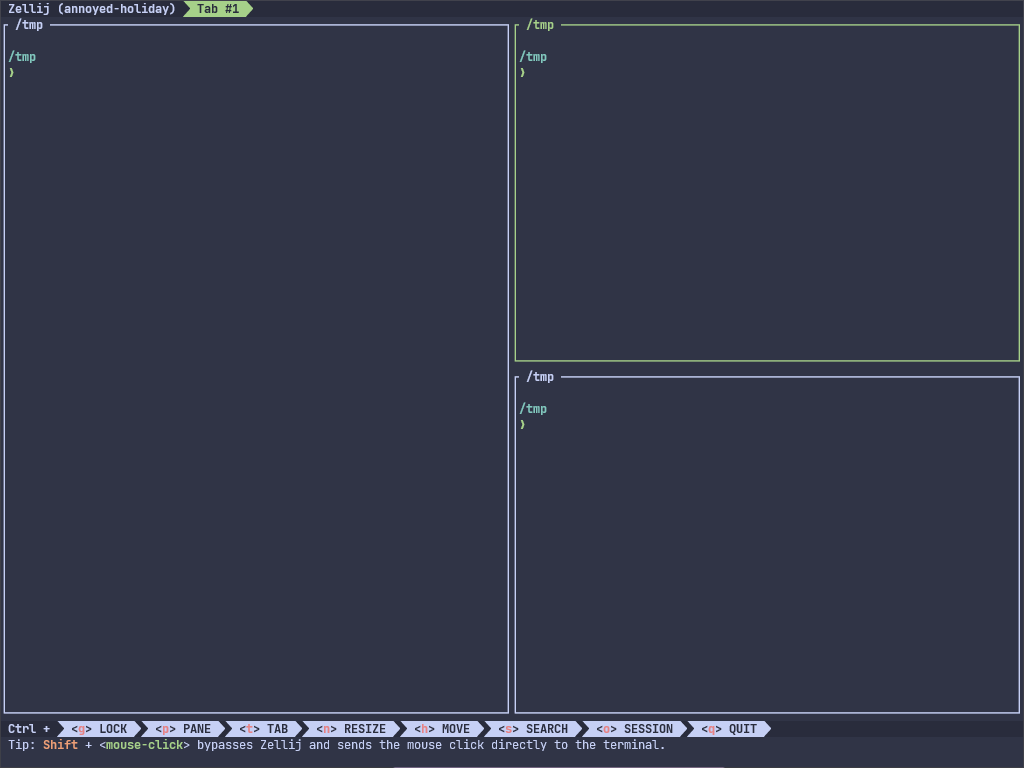 Zellij (annoyed-holiday) Tab #1
/tmp
/tmp
❯
/tmp
/tmp
❯
/tmp
/tmp
❯
Ctrl + <g> LOCK <p> PANE <t> TAB <n> RESIZE <h> MOVE <s> SEARCH <o> SESSION <q> QUIT
Tip: Shift + <mouse-click> bypasses Zellij and sends the mouse click directly to the terminal.